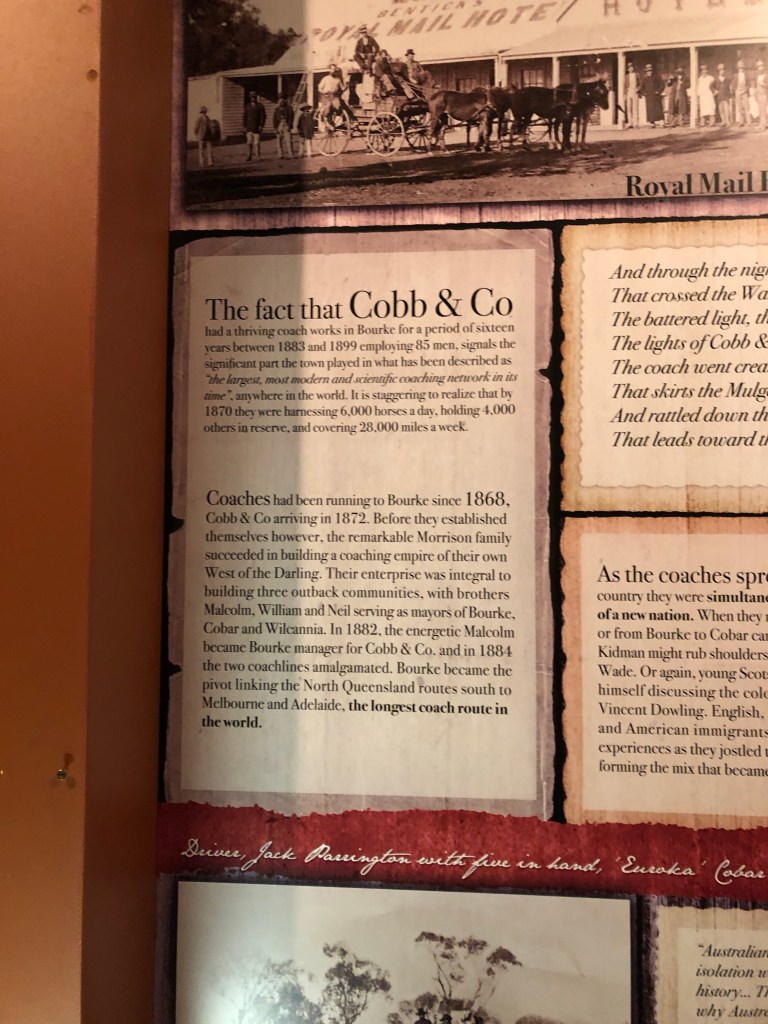 BENTICK'S
ROYAL MAIL HOTEL HOTE
Royal Mail
The fact that Cobb & Co
had a thriving coach works in Bourke for a period of sixteen
years between 1883 and 1899 employing 85 men, signals the
significant part the town played in what has been described as
"the largest, most modern and scientific coaching network in its
time", anywhere in the world. It is staggering to realize that by
1870 they were harnessing 6,000 horses a day, holding 4,000
others in reserve, and covering 28,000 miles a week.
Coaches had been running to Bourke since 1868,
Cobb & Co arriving in 1872. Before they established
themselves however, the remarkable Morrison family
succeeded in building a coaching empire of their own
West of the Darling. Their enterprise was integral to
building three outback communities, with brothers
Malcolm, William and Neil serving as mayors of Bourke,
Cobar and Wilcannia. In 1882, the energetic Malcolm
became Bourke manager for Cobb & Co. and in 1884
the two coachlines amalgamated. Bourke became the
pivot linking the North Queensland routes south to
Melbourne and Adelaide, the longest coach route in
the world.
And through the nig
That crossed the Wa
The battered light, th
The lights of Cobb &
The coach went crea
That skirts the Mulg
And rattled down th
That leads toward t
As the coaches spre
country they were simultane
of a new nation. When they
or from Bourke to Cobar ca
Kidman might rub shoulders
Wade. Or again, young Scots
himself discussing the colo
Vincent Dowling. English,
and American immigrants
experiences as they jostled
forming the mix that became
Driver, Jack Parrington with five in hand, 'Euroka' Cobar
"Australian
isolation w
history... Th
why Austra